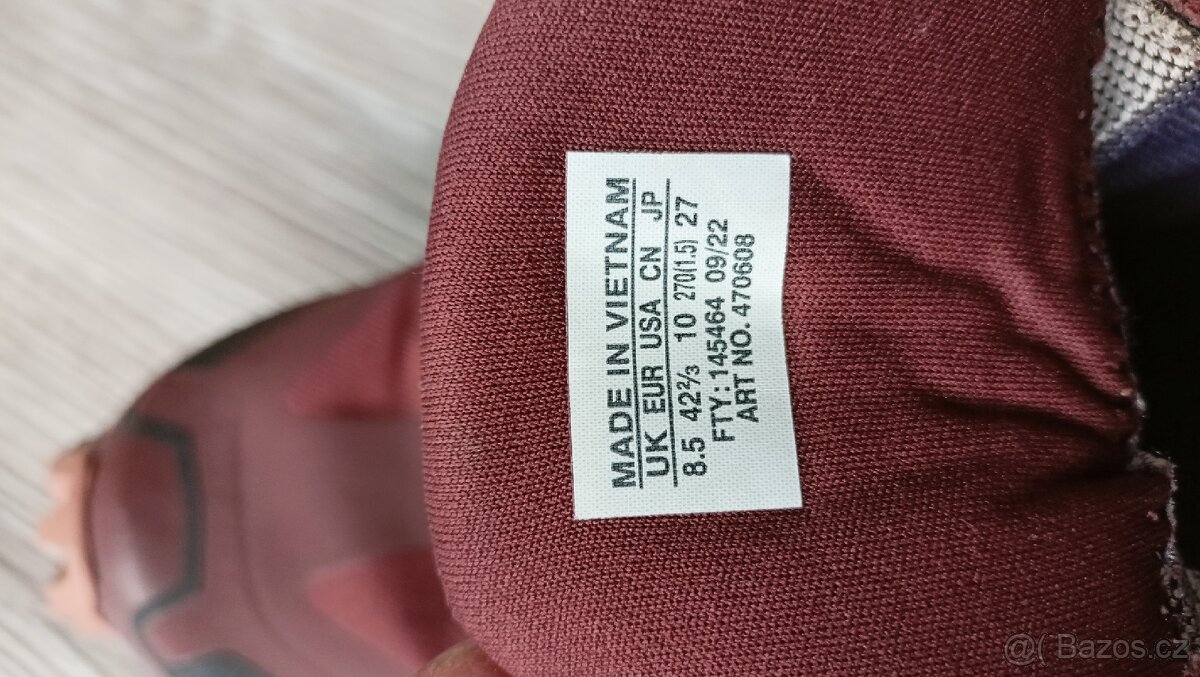 MADE IN VIETNAM
UK EUR USA CN JP
8.5 42⅔ 10 270(1.5) 27
FTY: 145464 09/22
ART NO. 470608
@( Bazos.cz